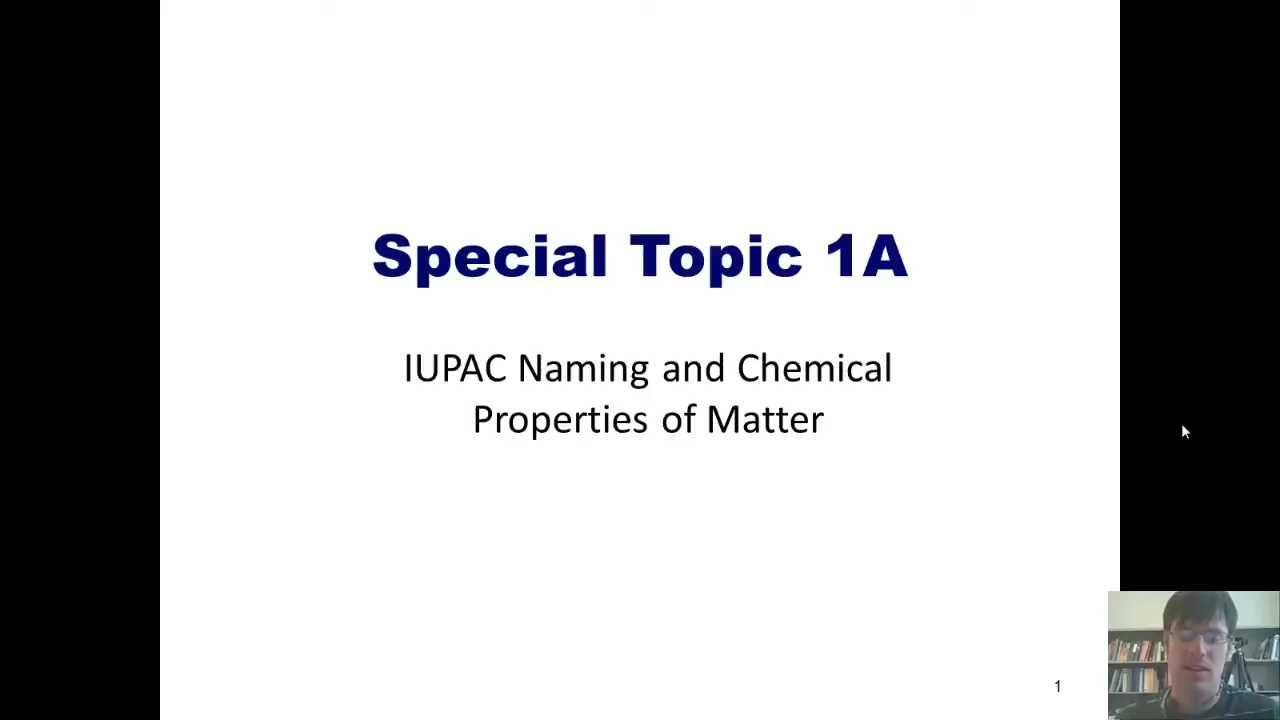 Special Topic 1A
IUPAC Naming and Chemical
Properties of Matter
1